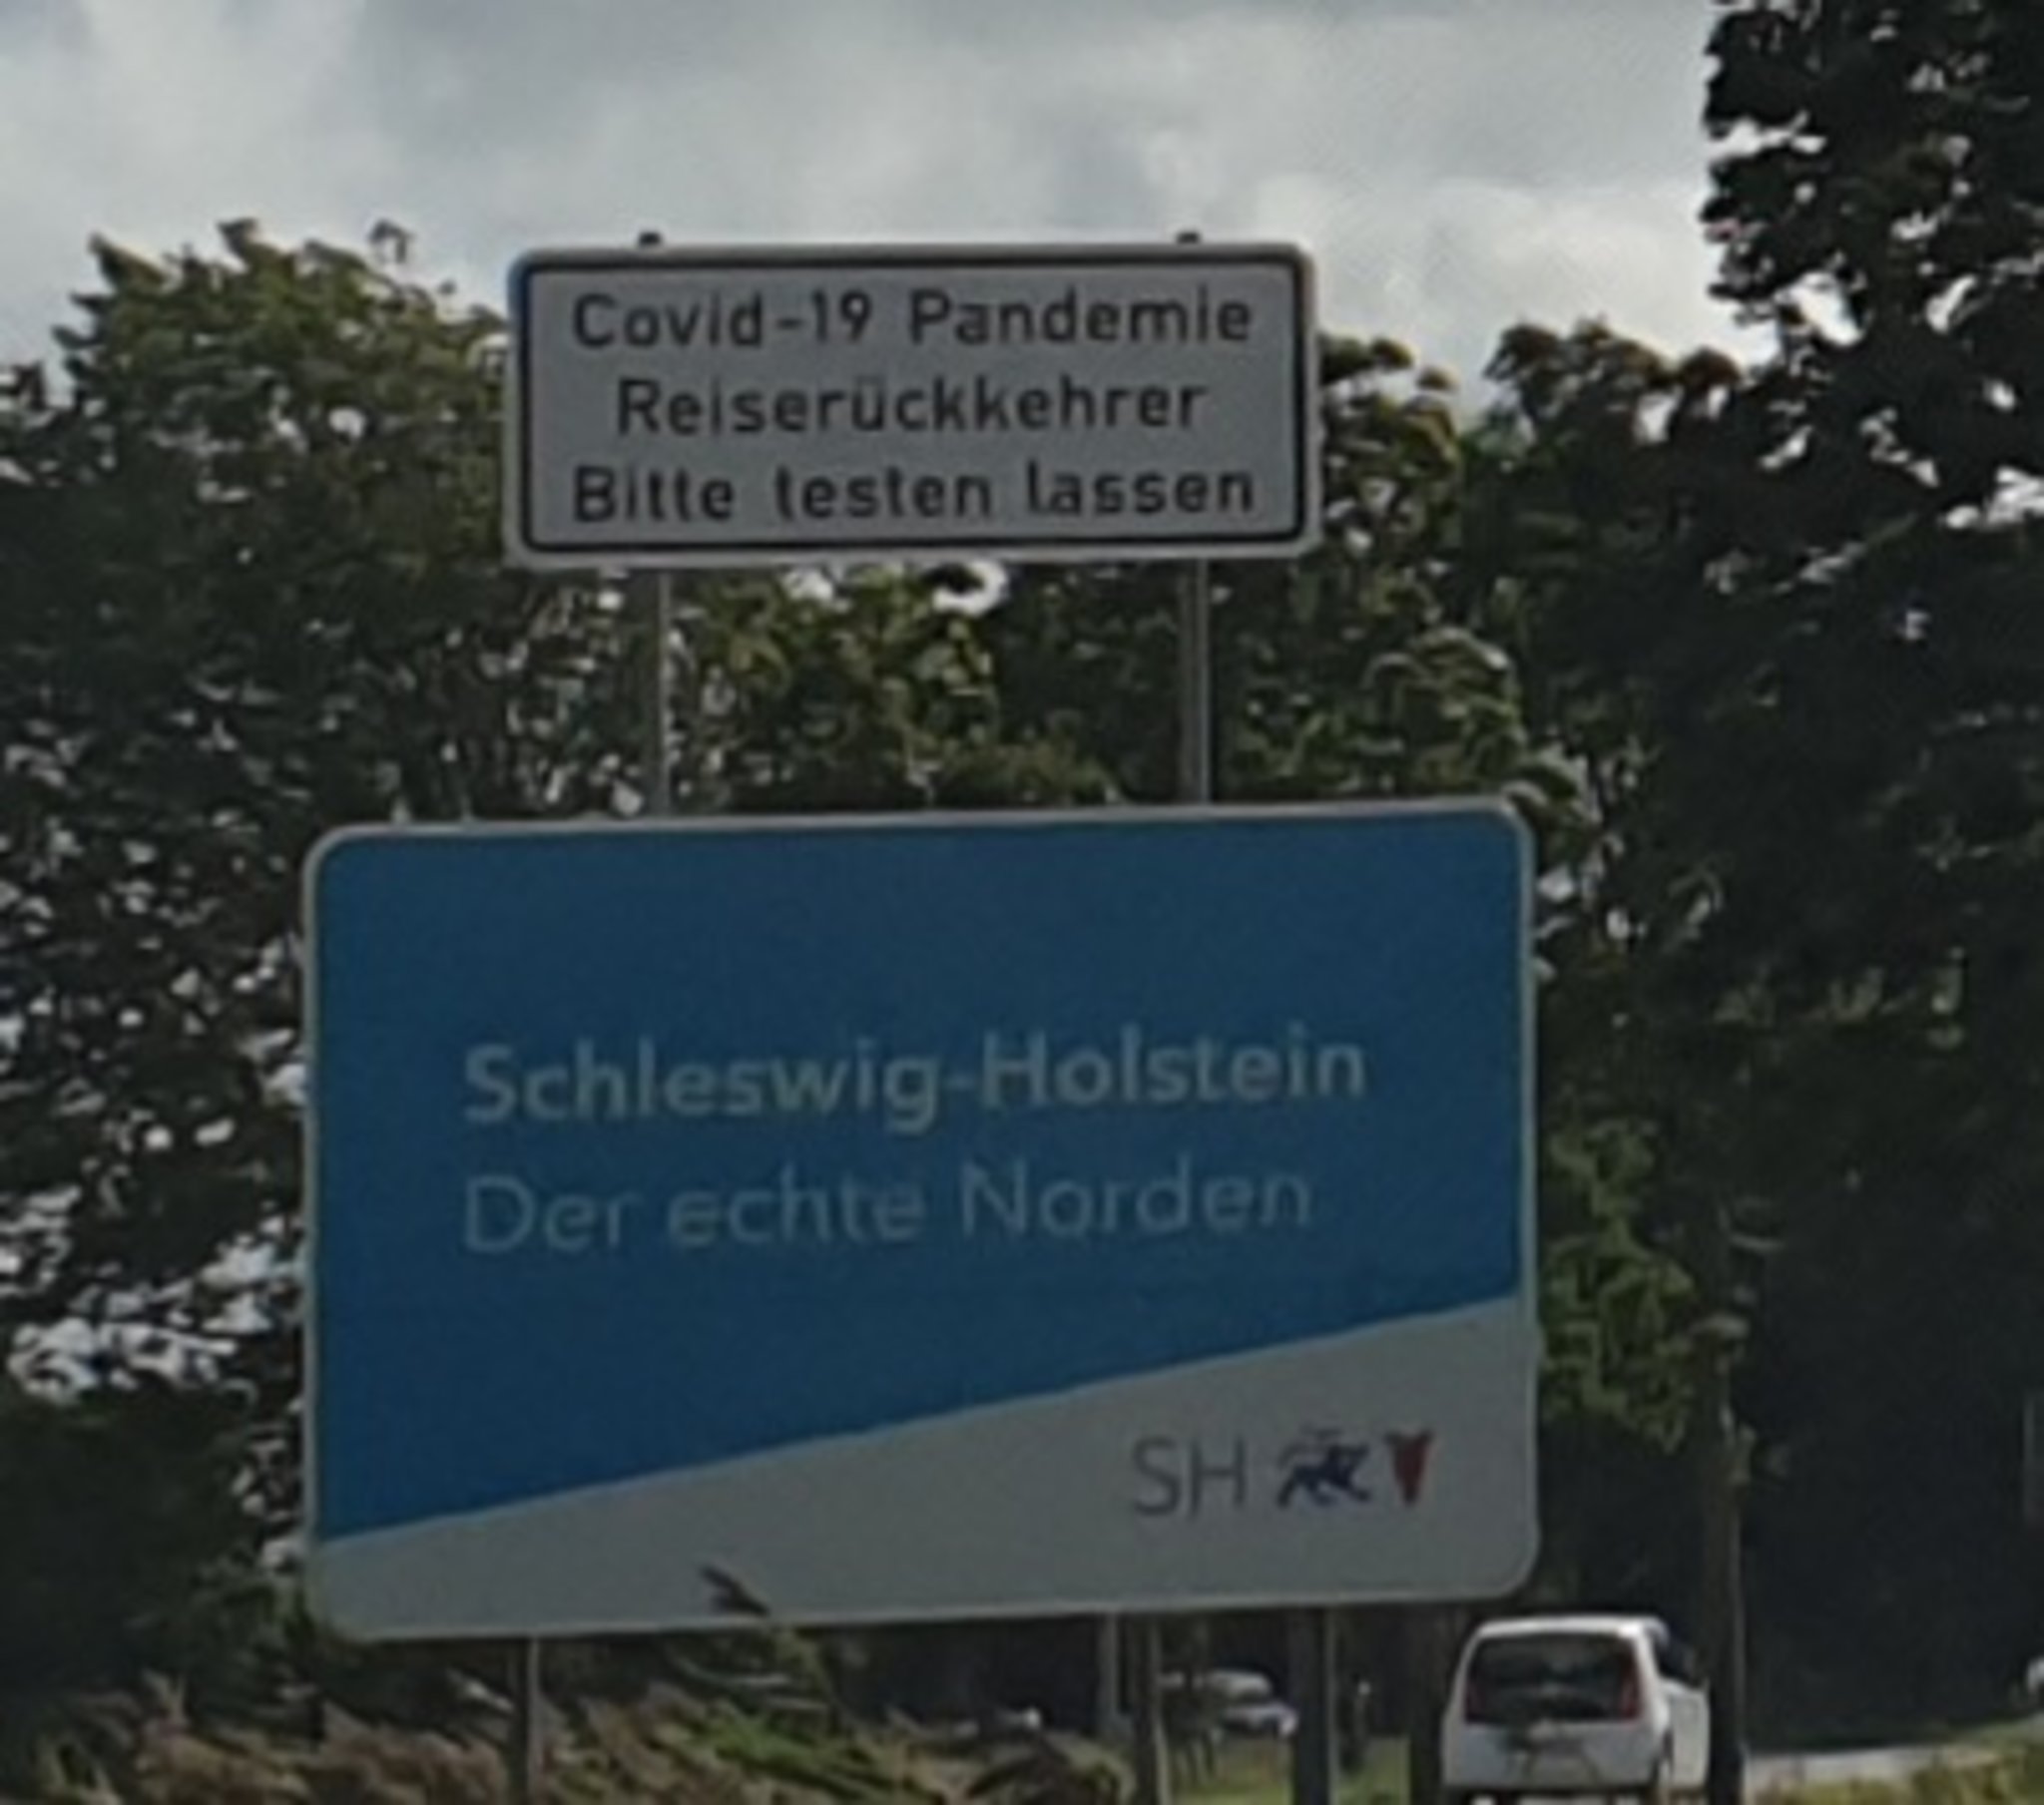 Covid-19 Pandemie
Reiserückkehrer
Bitte testen lassen
Schleswig-Holstein
Der echte Norden
SH